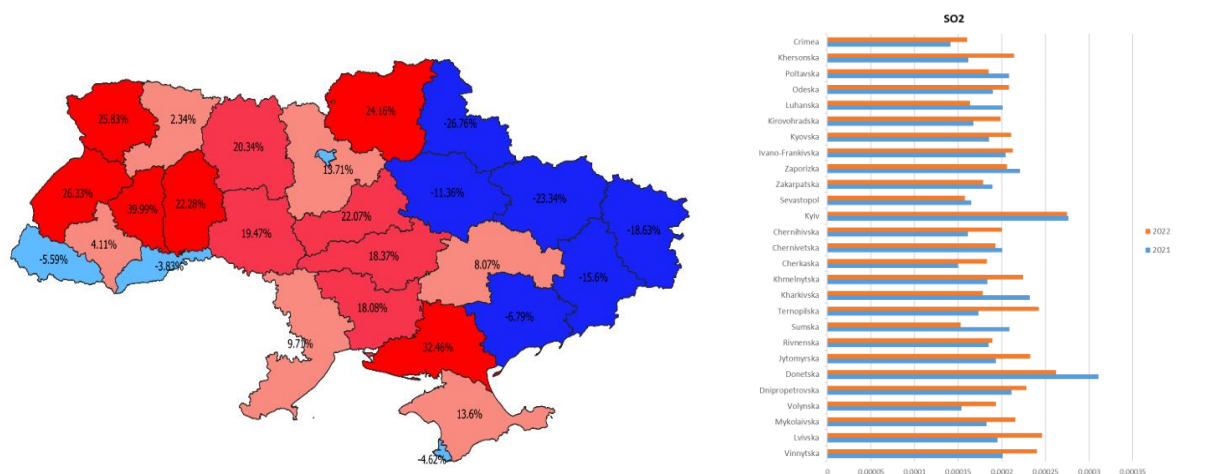 25.83%
2.34%
20.34%
24.16%
-26.76%
13.71%
26.33%
39.99%
22.28%
-11.36%
-23.34%
-18.63%
22.07%
4.11%
19.47%
-5.59%
-3.83%
18.37%
8.07%
-15.6%
18.08%
-6.79%
9.71%
32.46%
13.6%
-4.62%
SO2
Crimea
Khersonska
Poltavska
Odeska
Luhanska
Kirovohradska
Kyovska
Ivano-Frankivska
Zaporizka
Zakarpatska
Sevastopol
Kyiv
Chernihivska
Chernivetska
Cherkaska
Khmelnytska
Kharkivska
Ternopilska
Sumska
Rivnenska
Jytomyrska
Donetska
Dnipropetrovska
Volynska
Mykolaivska
Lvivska
Vinnytska
0 0.00005 0.0001 0.00015 0.0002 0.00025 0.0003 0.00035
2022
2021